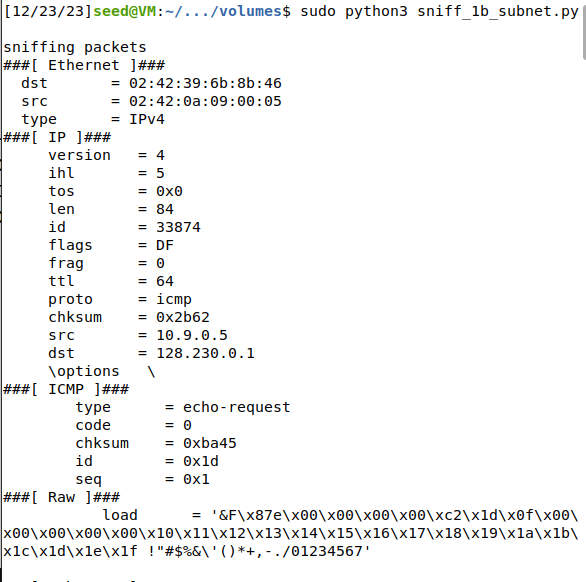 [12/23/23]seed@VM:~/.../volumes$ sudo python3 sniff_1b_subnet.py
sniffing packets
###[ Ethernet ]###
  dst       = 02:42:39:6b:8b:46
  src       = 02:42:0a:09:00:05
  type      = IPv4
###[ IP ]###
     version   = 4
     ihl       = 5
     tos       = 0x0
     len       = 84
     id        = 33874
     flags     = DF
     frag      = 0
     ttl       = 64
     proto     = icmp
     chksum    = 0x2b62
     src       = 10.9.0.5
     dst       = 128.230.0.1
     \options   \
###[ ICMP ]###
        type      = echo-request
        code      = 0
        chksum    = 0xba45
        id        = 0x1d
        seq       = 0x1
###[ Raw ]###
           load      = '&F\x87e\x00\x00\x00\x00\xc2\x1d\x0f\x00\
x00\x00\x00\x00\x10\x11\x12\x13\x14\x15\x16\x17\x18\x19\x1a\x1b\
x1c\x1d\x1e\x1f !"#$%&\'()*+,-./01234567'